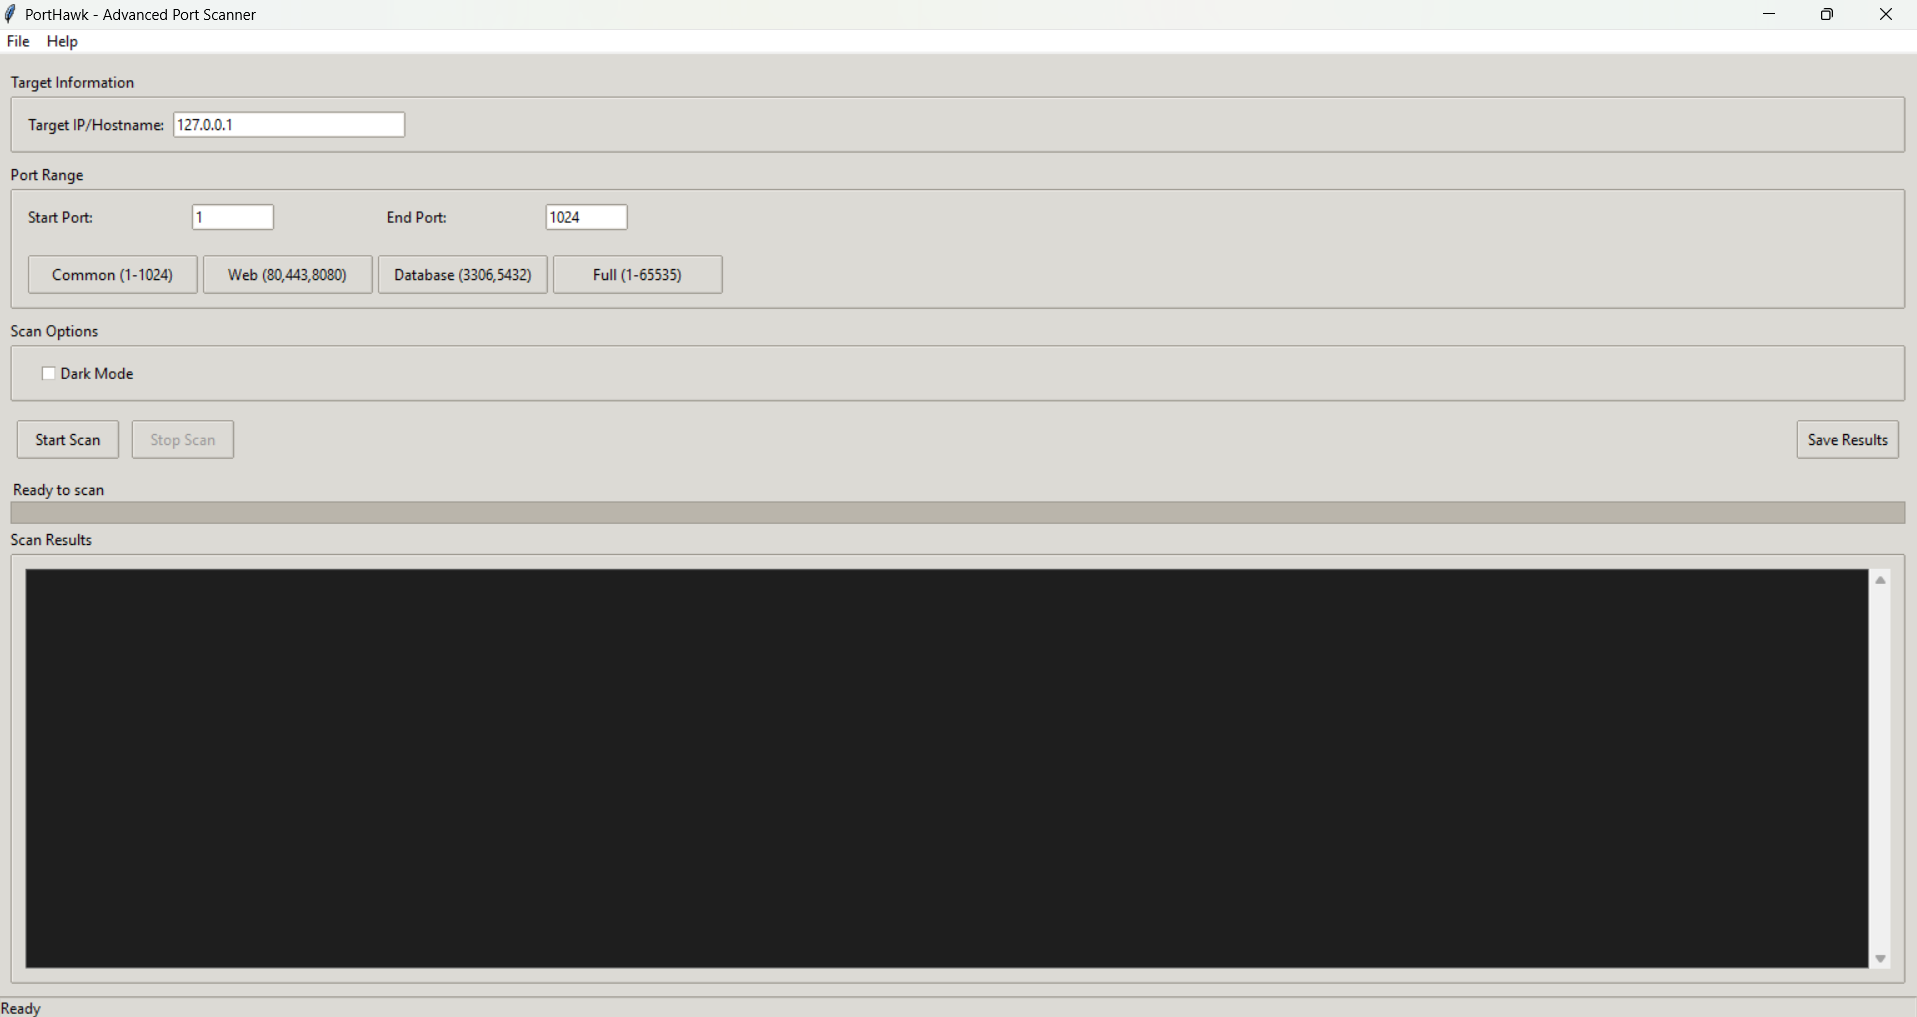 PortHawk - Advanced Port Scanner
File Help
Target Information
Target IP/Hostname: 127.0.0.1
Port Range
Start Port: 1 End Port: 1024
Common (1-1024) Web (80,443,8080) Database (3306,5432) Full (1-65535)
Scan Options
Dark Mode
Start Scan Stop Scan Save Results
Ready to scan
Scan Results
Ready